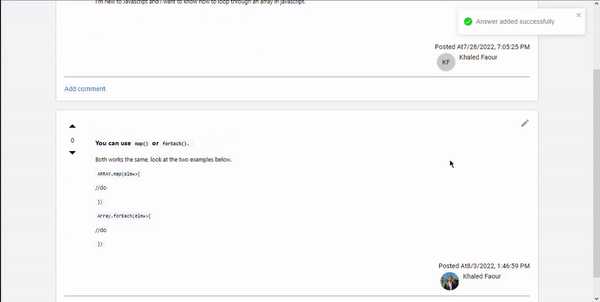 I'm new to Javascript and i want to know how to loop through an array in javascript.
Answer added successfully
Posted At7/28/2022, 7:05:25 PM
KF
Khaled Faour
Add comment
0
You can use map() or forEach().
Both works the same, look at the two examples below.
ARRAY.map(elm=>{
//do
})
Array.forEach(elm=>{
//do
})
Posted At8/3/2022, 1:46:59 PM
Khaled Faour